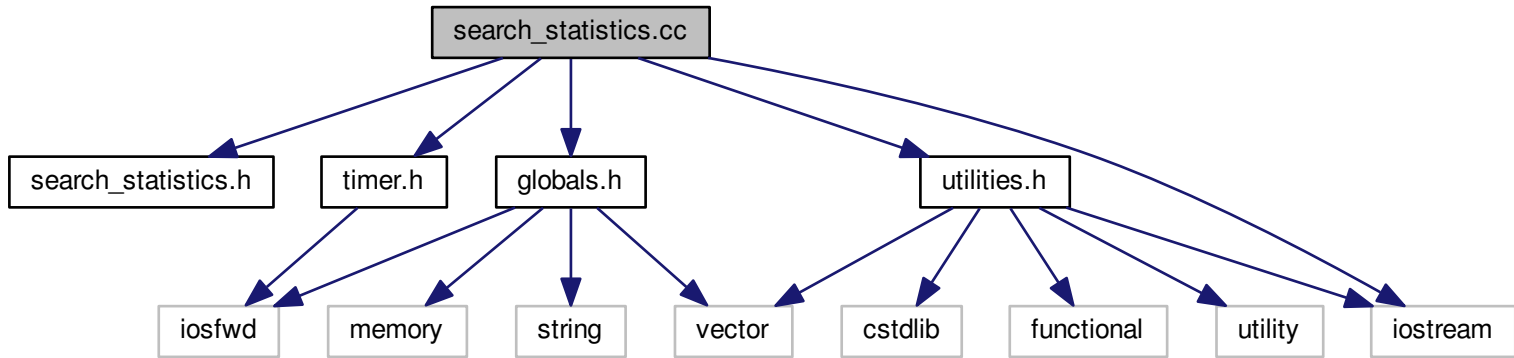 search_statistics.cc
search_statistics.h
timer.h
globals.h
utilities.h
iosfwd
memory
string
vector
cstdlib
functional
utility
iostream